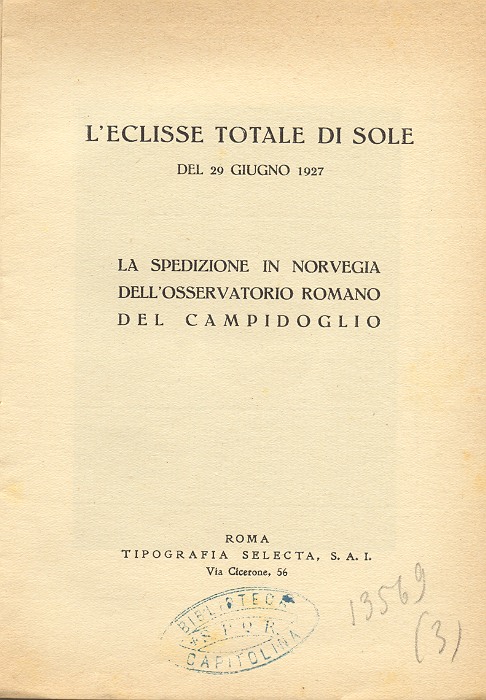 L'ECLISSE TOTALE DI SOLE
DEL 29 GIUGNO 1927
LA SPEDIZIONE IN NORVEGIA
DELL'OSSERVATORIO ROMANO
DEL CAMPIDOGLIO
ROMA
TIPOGRAFIA SELECTA, S. A. I.
Via Cicerone, 56
BIBLIOTECA
S P Q R
CAPITOLINA
13569
(3)